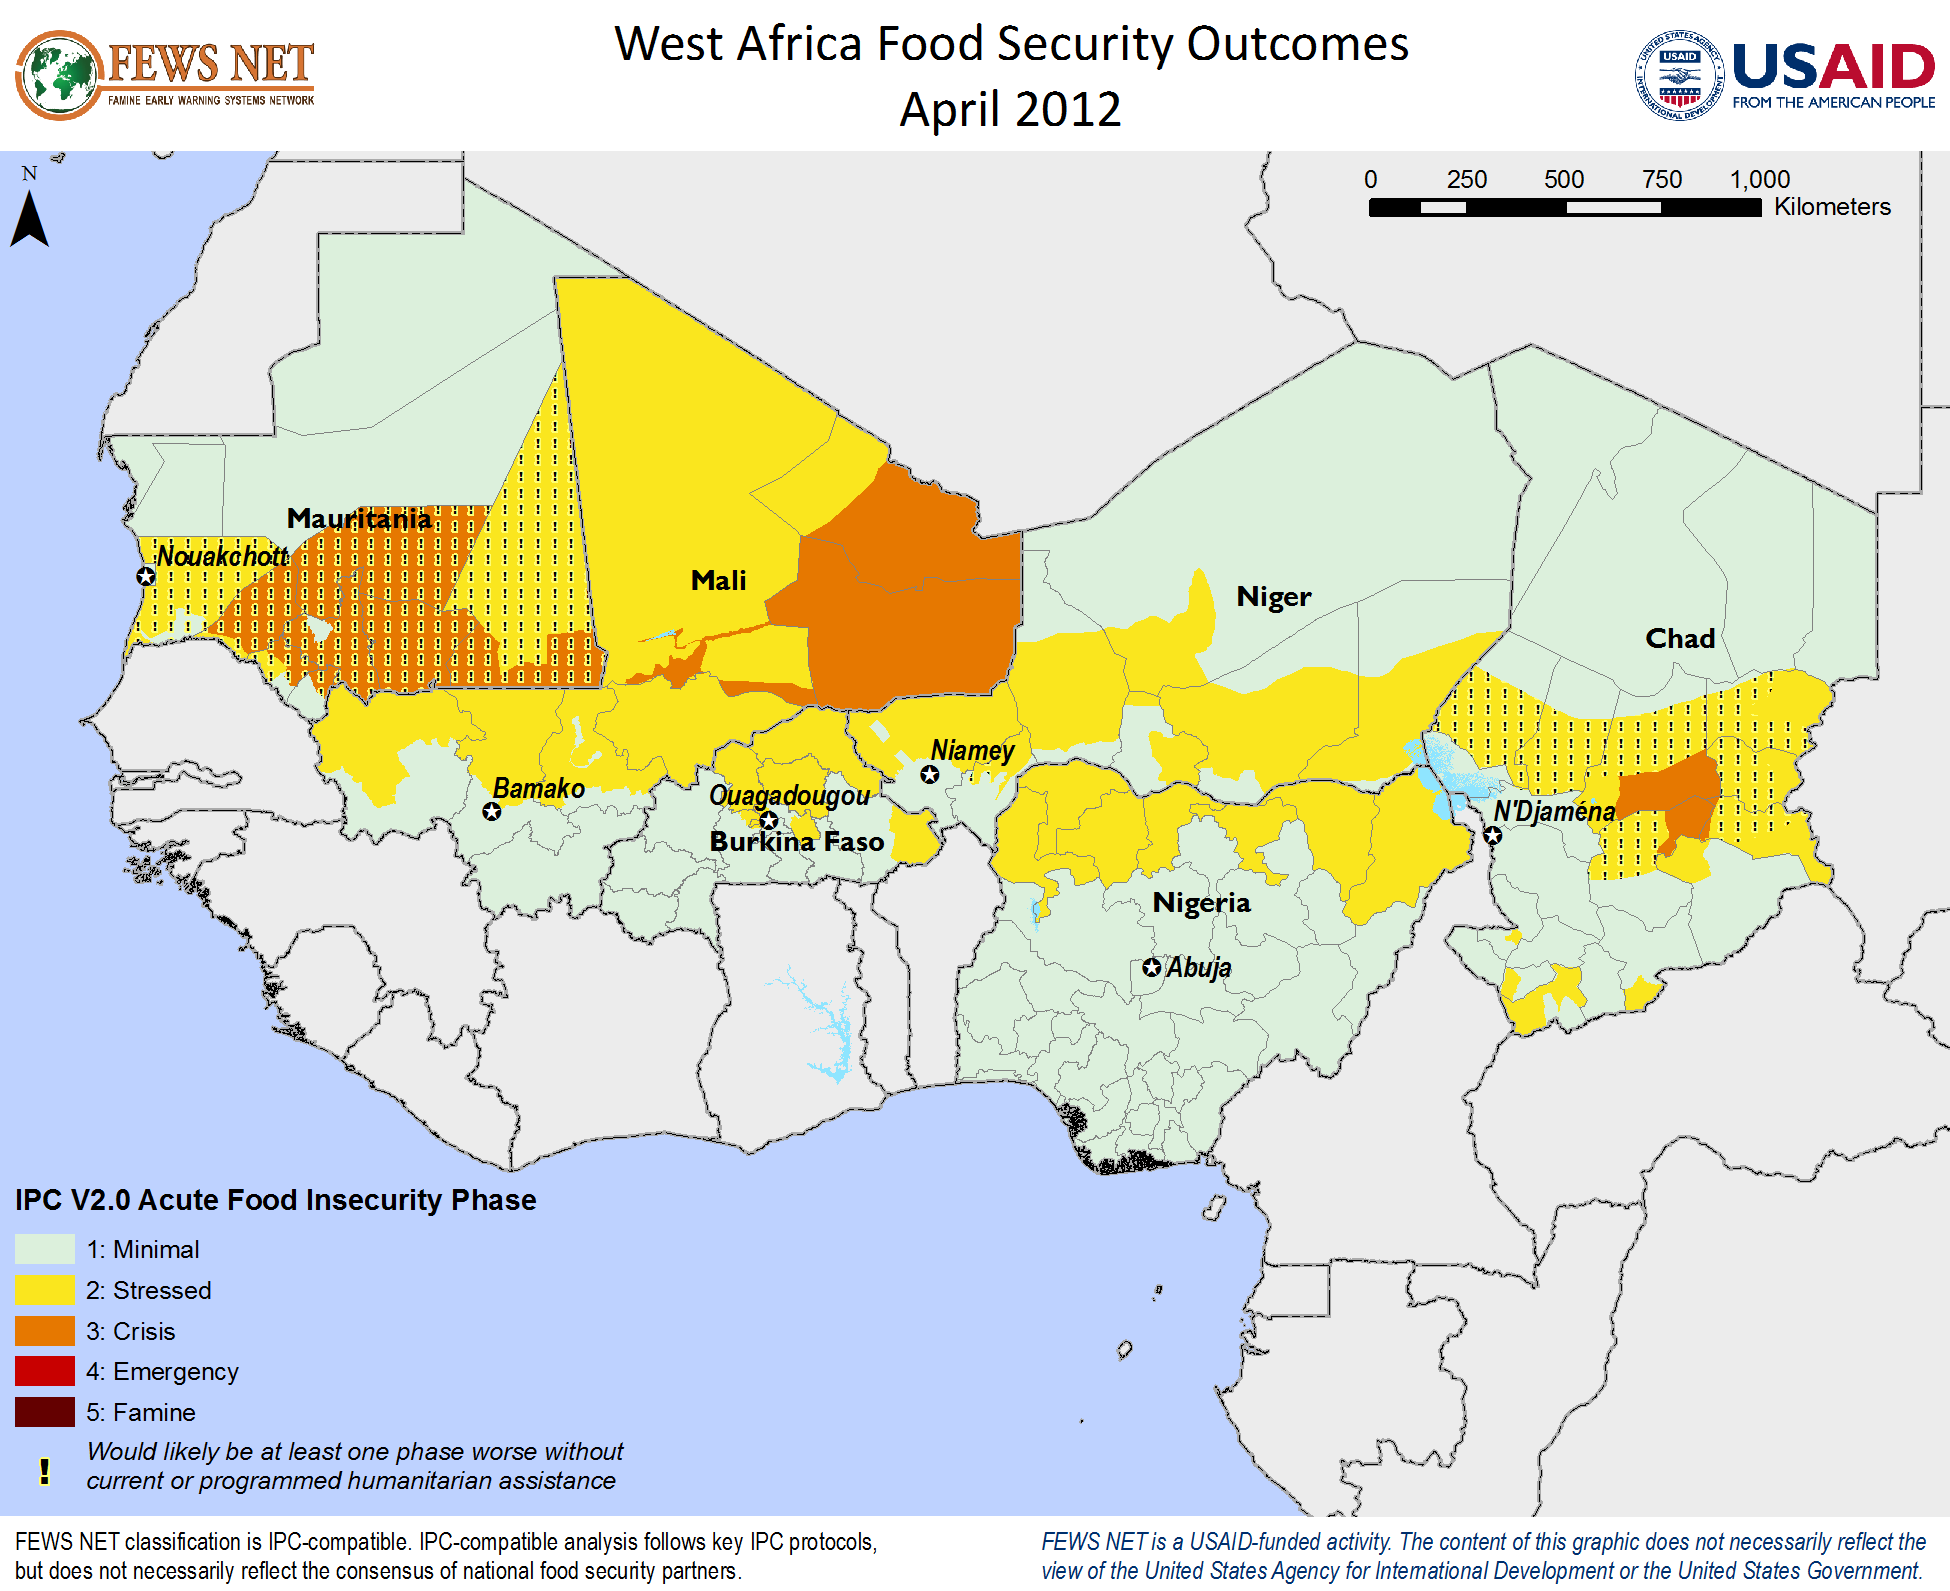 FEWS NET
FAMINE EARLY WARNING SYSTEMS NETWORK
West Africa Food Security Outcomes
April 2012
UNITED STATES AGENCY
USAID
INTERNATIONAL DEVELOPMENT
USAID
FROM THE AMERICAN PEOPLE
N
0 250 500 750 1,000
Kilometers
Mauritania
Nouakchott
Mali
Niger
Chad
Niamey
Bamako
Ouagadougou
Burkina Faso
N'Djaména
Nigeria
Abuja
IPC V2.0 Acute Food Insecurity Phase
1: Minimal
2: Stressed
3: Crisis
4: Emergency
5: Famine
! Would likely be at least one phase worse without
current or programmed humanitarian assistance
FEWS NET classification is IPC-compatible. IPC-compatible analysis follows key IPC protocols,
but does not necessarily reflect the consensus of national food security partners.
FEWS NET is a USAID-funded activity. The content of this graphic does not necessarily reflect the
view of the United States Agency for International Development or the United States Government.